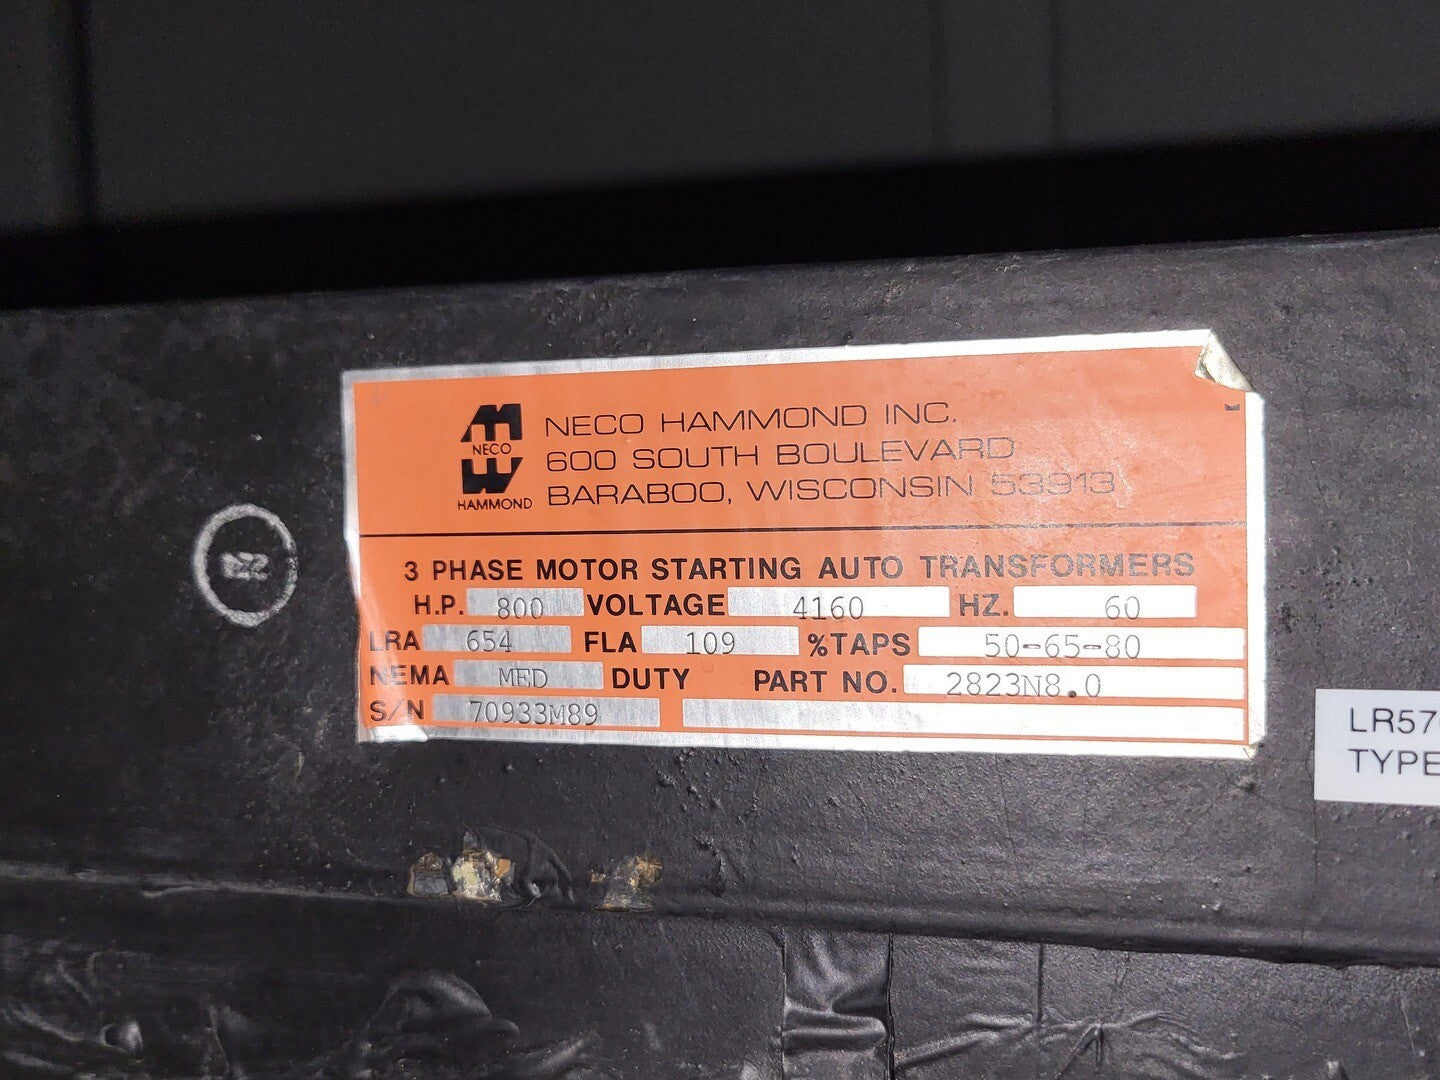 NECO
HAMMOND
NECO HAMMOND INC.
600 SOUTH BOULEVARD
BARABOO, WISCONSIN 53913
3 PHASE MOTOR STARTING AUTO TRANSFORMERS
H.P. 800 VOLTAGE 4160 HZ. 60
LRA 654 FLA 109 %TAPS 50-65-80
NEMA MED DUTY PART NO. 2823N8.0
S/N 70933M89
LR57
TYPE